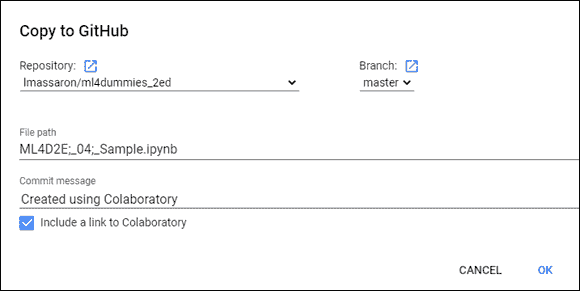 Copy to GitHub
Repository: Branch:
lmassaron/ml4dummies_2ed master
File path
ML4D2E;_04;_Sample.ipynb
Commit message
Created using Colaboratory
Include a link to Colaboratory
CANCEL OK